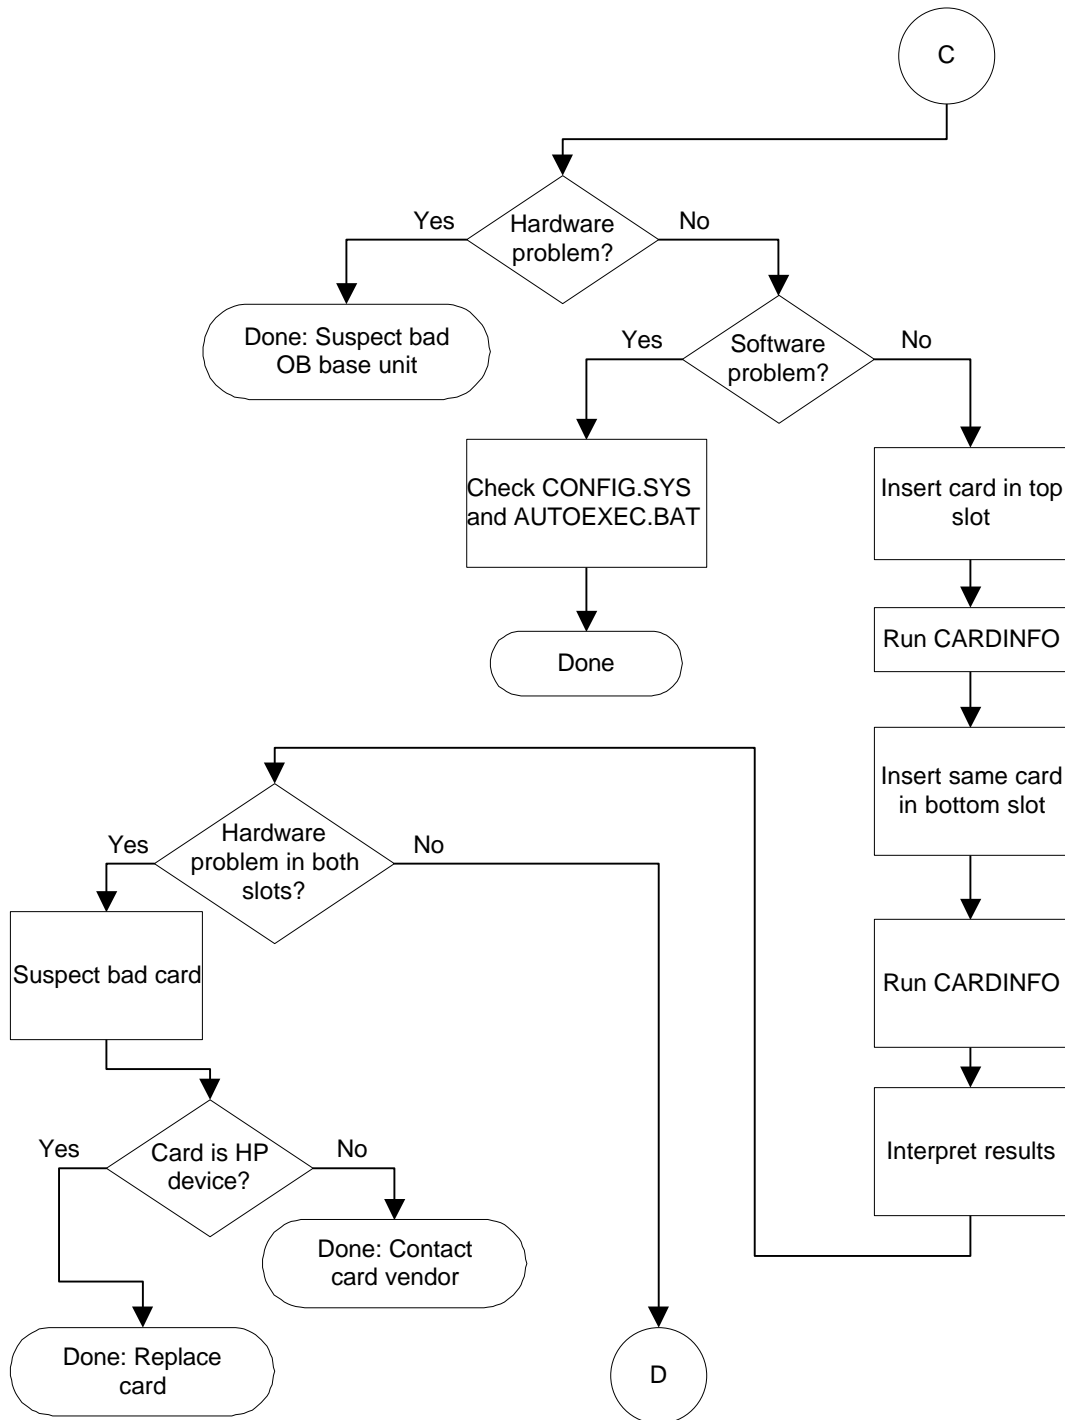 C
Hardware
problem?
Yes
No
Done: Suspect bad
OB base unit
Software
problem?
Yes
No
Check CONFIG.SYS
and AUTOEXEC.BAT
Done
Insert card in top
slot
Run CARDINFO
Insert same card
in bottom slot
Run CARDINFO
Interpret results
Hardware
problem in both
slots?
Yes
No
Suspect bad card
Card is HP
device?
Yes
No
Done: Contact
card vendor
Done: Replace
card
D